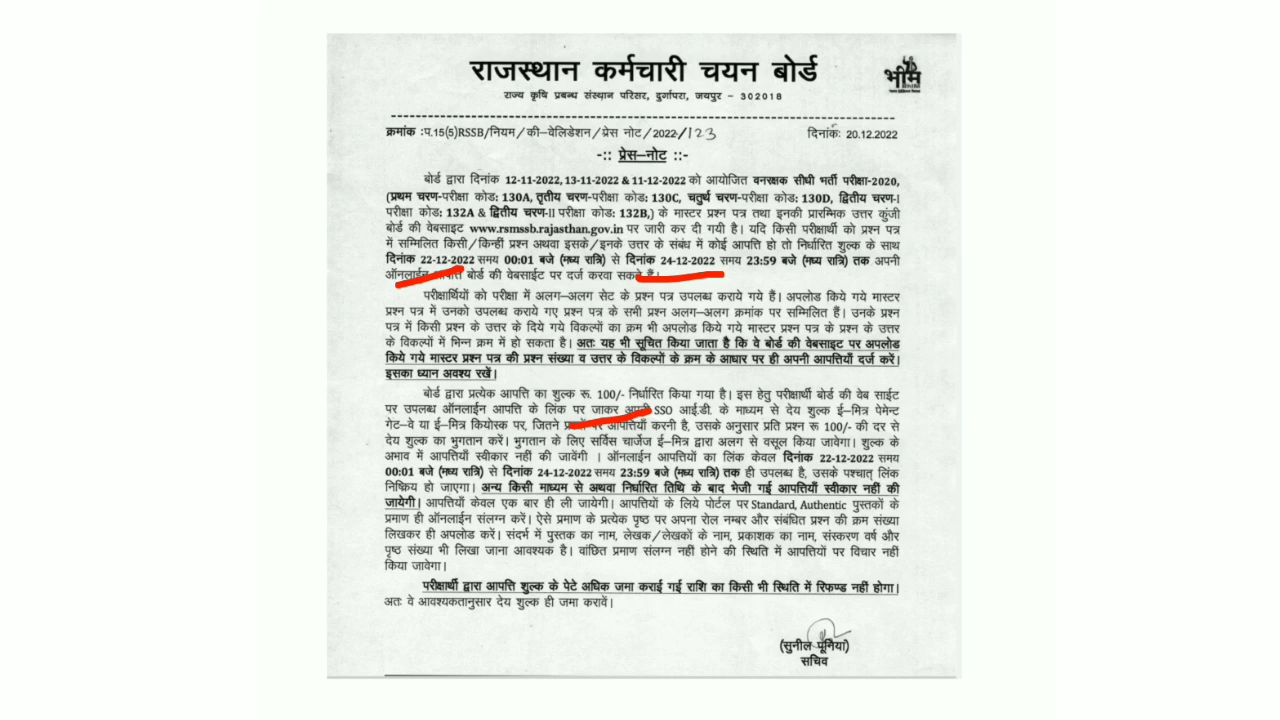 राजस्थान कर्मचारी चयन बोर्ड
भीम
राज्य कृषि प्रबन्ध संस्थान परिसर, दुर्गापुरा, जयपुर – 302018
क्रमांक :प.15(5)RSSB/नियम/की–वेलिडेशन/प्रेस नोट/2022/123 दिनांक: 20.12.2022
-:: प्रेस–नोट ::-
बोर्ड द्वारा दिनांक 12-11-2022, 13-11-2022 & 11-12-2022 को आयोजित वनरक्षक सीधी भर्ती परीक्षा-2020,
(प्रथम चरण-परीक्षा कोड: 130A, तृतीय चरण-परीक्षा कोड: 130C, चतुर्थ चरण-परीक्षा कोड: 130D, द्वितीय चरण-I
परीक्षा कोड: 132A & द्वितीय चरण-II परीक्षा कोड: 132B,) के मास्टर प्रश्न पत्र तथा इनकी प्रारम्भिक उत्तर कुंजी
बोर्ड की वेबसाइट www.rsmssb.rajasthan.gov.in पर जारी कर दी गयी है। यदि किसी परीक्षार्थी को प्रश्न पत्र
में सम्मिलित किसी/किन्हीं प्रश्न अथवा इसके/इनके उत्तर के संबंध में कोई आपत्ति हो तो निर्धारित शुल्क के साथ
दिनांक 22-12-2022 समय 00:01 बजे (मध्य रात्रि) से दिनांक 24-12-2022 समय 23:59 बजे (मध्य रात्रि) तक अपनी
ऑनलाईन आपत्ति बोर्ड की वेबसाईट पर दर्ज करवा सकते हैं।
परीक्षार्थियों को परीक्षा में अलग–अलग सेट के प्रश्न पत्र उपलब्ध कराये गये हैं। अपलोड किये गये मास्टर
प्रश्न पत्र में उनको उपलब्ध कराए गए प्रश्न पत्र के सभी प्रश्न अलग–अलग क्रमांक पर सम्मिलित हैं। उनके प्रश्न
पत्र में किसी प्रश्न के उत्तर के दिये गये विकल्पों का क्रम भी अपलोड किये गये मास्टर प्रश्न पत्र के प्रश्न के उत्तर
के विकल्पों में भिन्न क्रम में हो सकता है। अतः यह भी सूचित किया जाता है कि वे बोर्ड की वेबसाइट पर अपलोड
किये गये मास्टर प्रश्न पत्र की प्रश्न संख्या व उत्तर के विकल्पों के क्रम के आधार पर ही अपनी आपत्तियाँ दर्ज करें।
इसका ध्यान अवश्य रखें।
बोर्ड द्वारा प्रत्येक आपत्ति का शुल्क रू. 100/- निर्धारित किया गया है। इस हेतु परीक्षार्थी बोर्ड की वेब साईट
पर उपलब्ध ऑनलाईन आपत्ति के लिंक पर जाकर अपनी SSO आई.डी. के माध्यम से देय शुल्क ई–मित्र पेमेन्ट
गेट–वे या ई–मित्र कियोस्क पर, जितने प्रश्नों पर आपत्तियाँ करनी है, उसके अनुसार प्रति प्रश्न रू 100/- की दर से
देय शुल्क का भुगतान करें। भुगतान के लिए सर्विस चार्जेज ई–मित्र द्वारा अलग से वसूल किया जावेगा। शुल्क के
अभाव में आपत्तियाँ स्वीकार नहीं की जावेंगी । ऑनलाईन आपत्तियों का लिंक केवल दिनांक 22-12-2022 समय
00:01 बजे (मध्य रात्रि) से दिनांक 24-12-2022 समय 23:59 बजे (मध्य रात्रि) तक ही उपलब्ध है, उसके पश्चात् लिंक
निष्क्रिय हो जाएगा। अन्य किसी माध्यम से अथवा निर्धारित तिथि के बाद भेजी गई आपत्तियाँ स्वीकार नहीं की
जायेगी। आपत्तियाँ केवल एक बार ही ली जायेगी। आपत्तियों के लिये पोर्टल पर Standard, Authentic पुस्तकों के
प्रमाण ही ऑनलाईन संलग्न करें। ऐसे प्रमाण के प्रत्येक पृष्ठ पर अपना रोल नम्बर और संबंधित प्रश्न की क्रम संख्या
लिखकर ही अपलोड करें। संदर्भ में पुस्तक का नाम, लेखक/लेखकों के नाम, प्रकाशक का नाम, संस्करण वर्ष और
पृष्ठ संख्या भी लिखा जाना आवश्यक है। वांछित प्रमाण संलग्न नहीं होने की स्थिति में आपत्तियों पर विचार नहीं
किया जावेगा।
परीक्षार्थी द्वारा आपत्ति शुल्क के पेटे अधिक जमा कराई गई राशि का किसी भी स्थिति में रिफण्ड नहीं होगा।
अतः वे आवश्यकतानुसार देय शुल्क ही जमा करावें।
(सुनील पूनियां)
सचिव